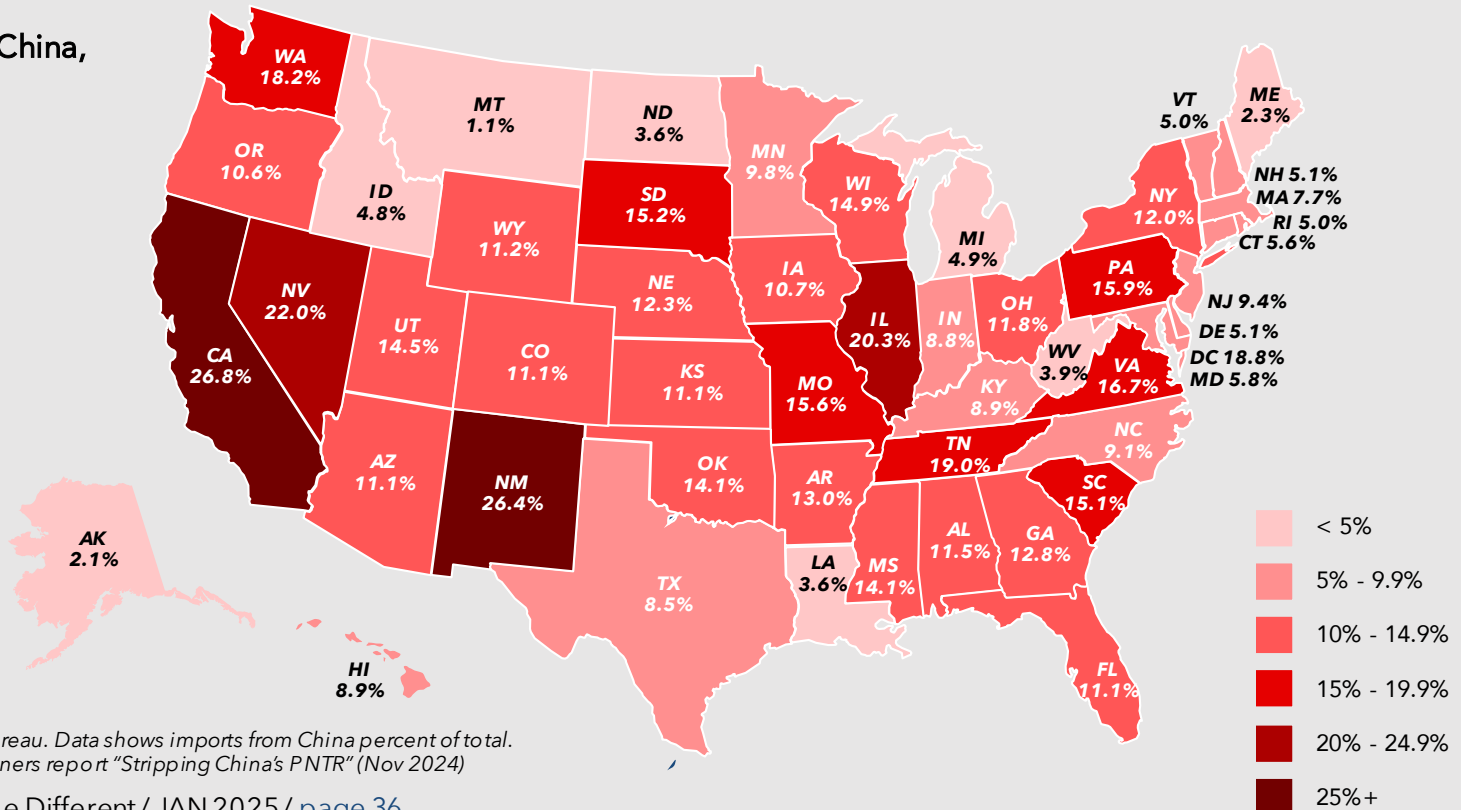 China,
WA
18.2%
MT
1.1%
ND
3.6%
MN
9.8%
VT
5.0%
ME
2.3%
OR
10.6%
ID
4.8%
WY
11.2%
SD
15.2%
WI
14.9%
MI
4.9%
NY
12.0%
NH 5.1%
MA 7.7%
RI 5.0%
CT 5.6%
NV
22.0%
UT
14.5%
NE
12.3%
IA
10.7%
IL
20.3%
IN
8.8%
OH
11.8%
PA
15.9%
NJ 9.4%
DE 5.1%
DC 18.8%
MD 5.8%
CA
26.8%
CO
11.1%
KS
11.1%
MO
15.6%
KY
8.9%
WV
3.9%
VA
16.7%
AZ
11.1%
NM
26.4%
OK
14.1%
AR
13.0%
TN
19.0%
NC
9.1%
SC
15.1%
AK
2.1%
HI
8.9%
TX
8.5%
LA
3.6%
MS
14.1%
AL
11.5%
GA
12.8%
FL
11.1%
< 5%
5% - 9.9%
10% - 14.9%
15% - 19.9%
20% - 24.9%
25%+
reau. Data shows imports from China percent of total.
ners report “Stripping China’s PNTR” (Nov 2024)
e Different / JAN 2025 / page 36